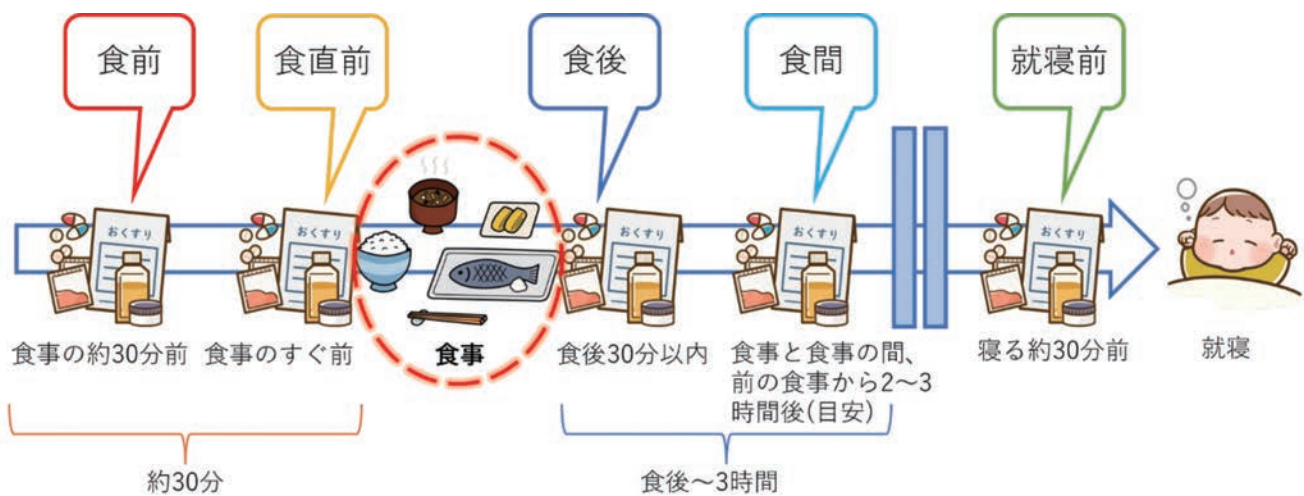 食前
食直前
食後
食間
就寝前
おくすり
おくすり
おくすり
おくすり
おくすり
食事の約30分前
食事のすぐ前
食事
食後30分以内
食事と食事の間、
前の食事から2〜3
時間後(目安)
寝る約30分前
就寝
約30分
食後〜3時間